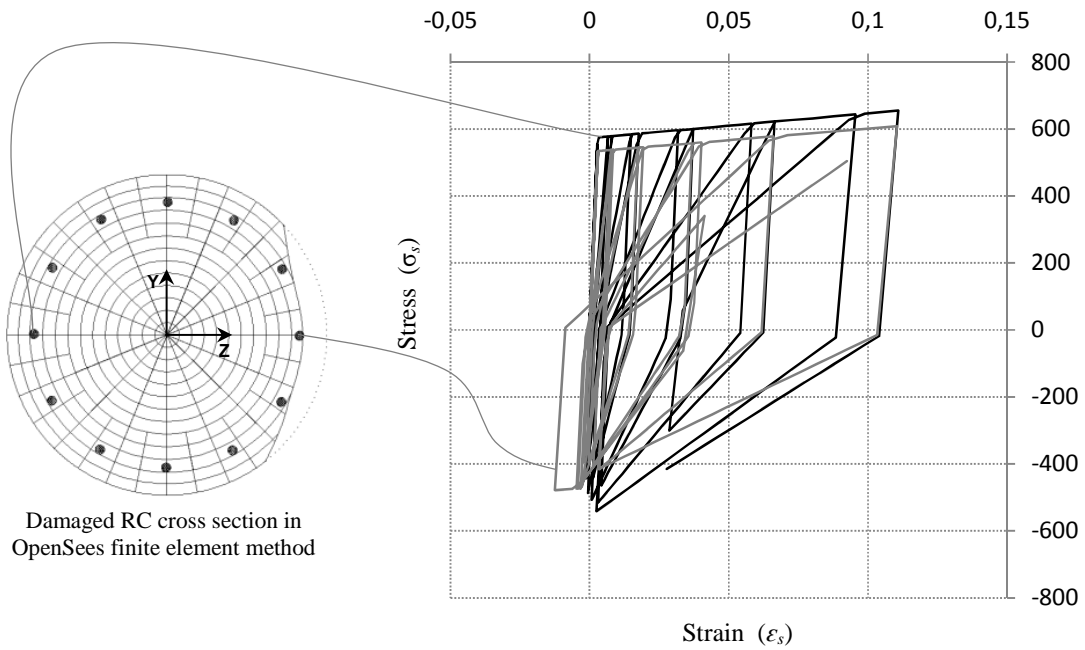 -0,05 0 0,05 0,1 0,15
800
600
400
200
0
-200
-400
-600
-800
Stress (σₛ)
Strain (εₛ)
Y
Z
Damaged RC cross section in
OpenSees finite element method